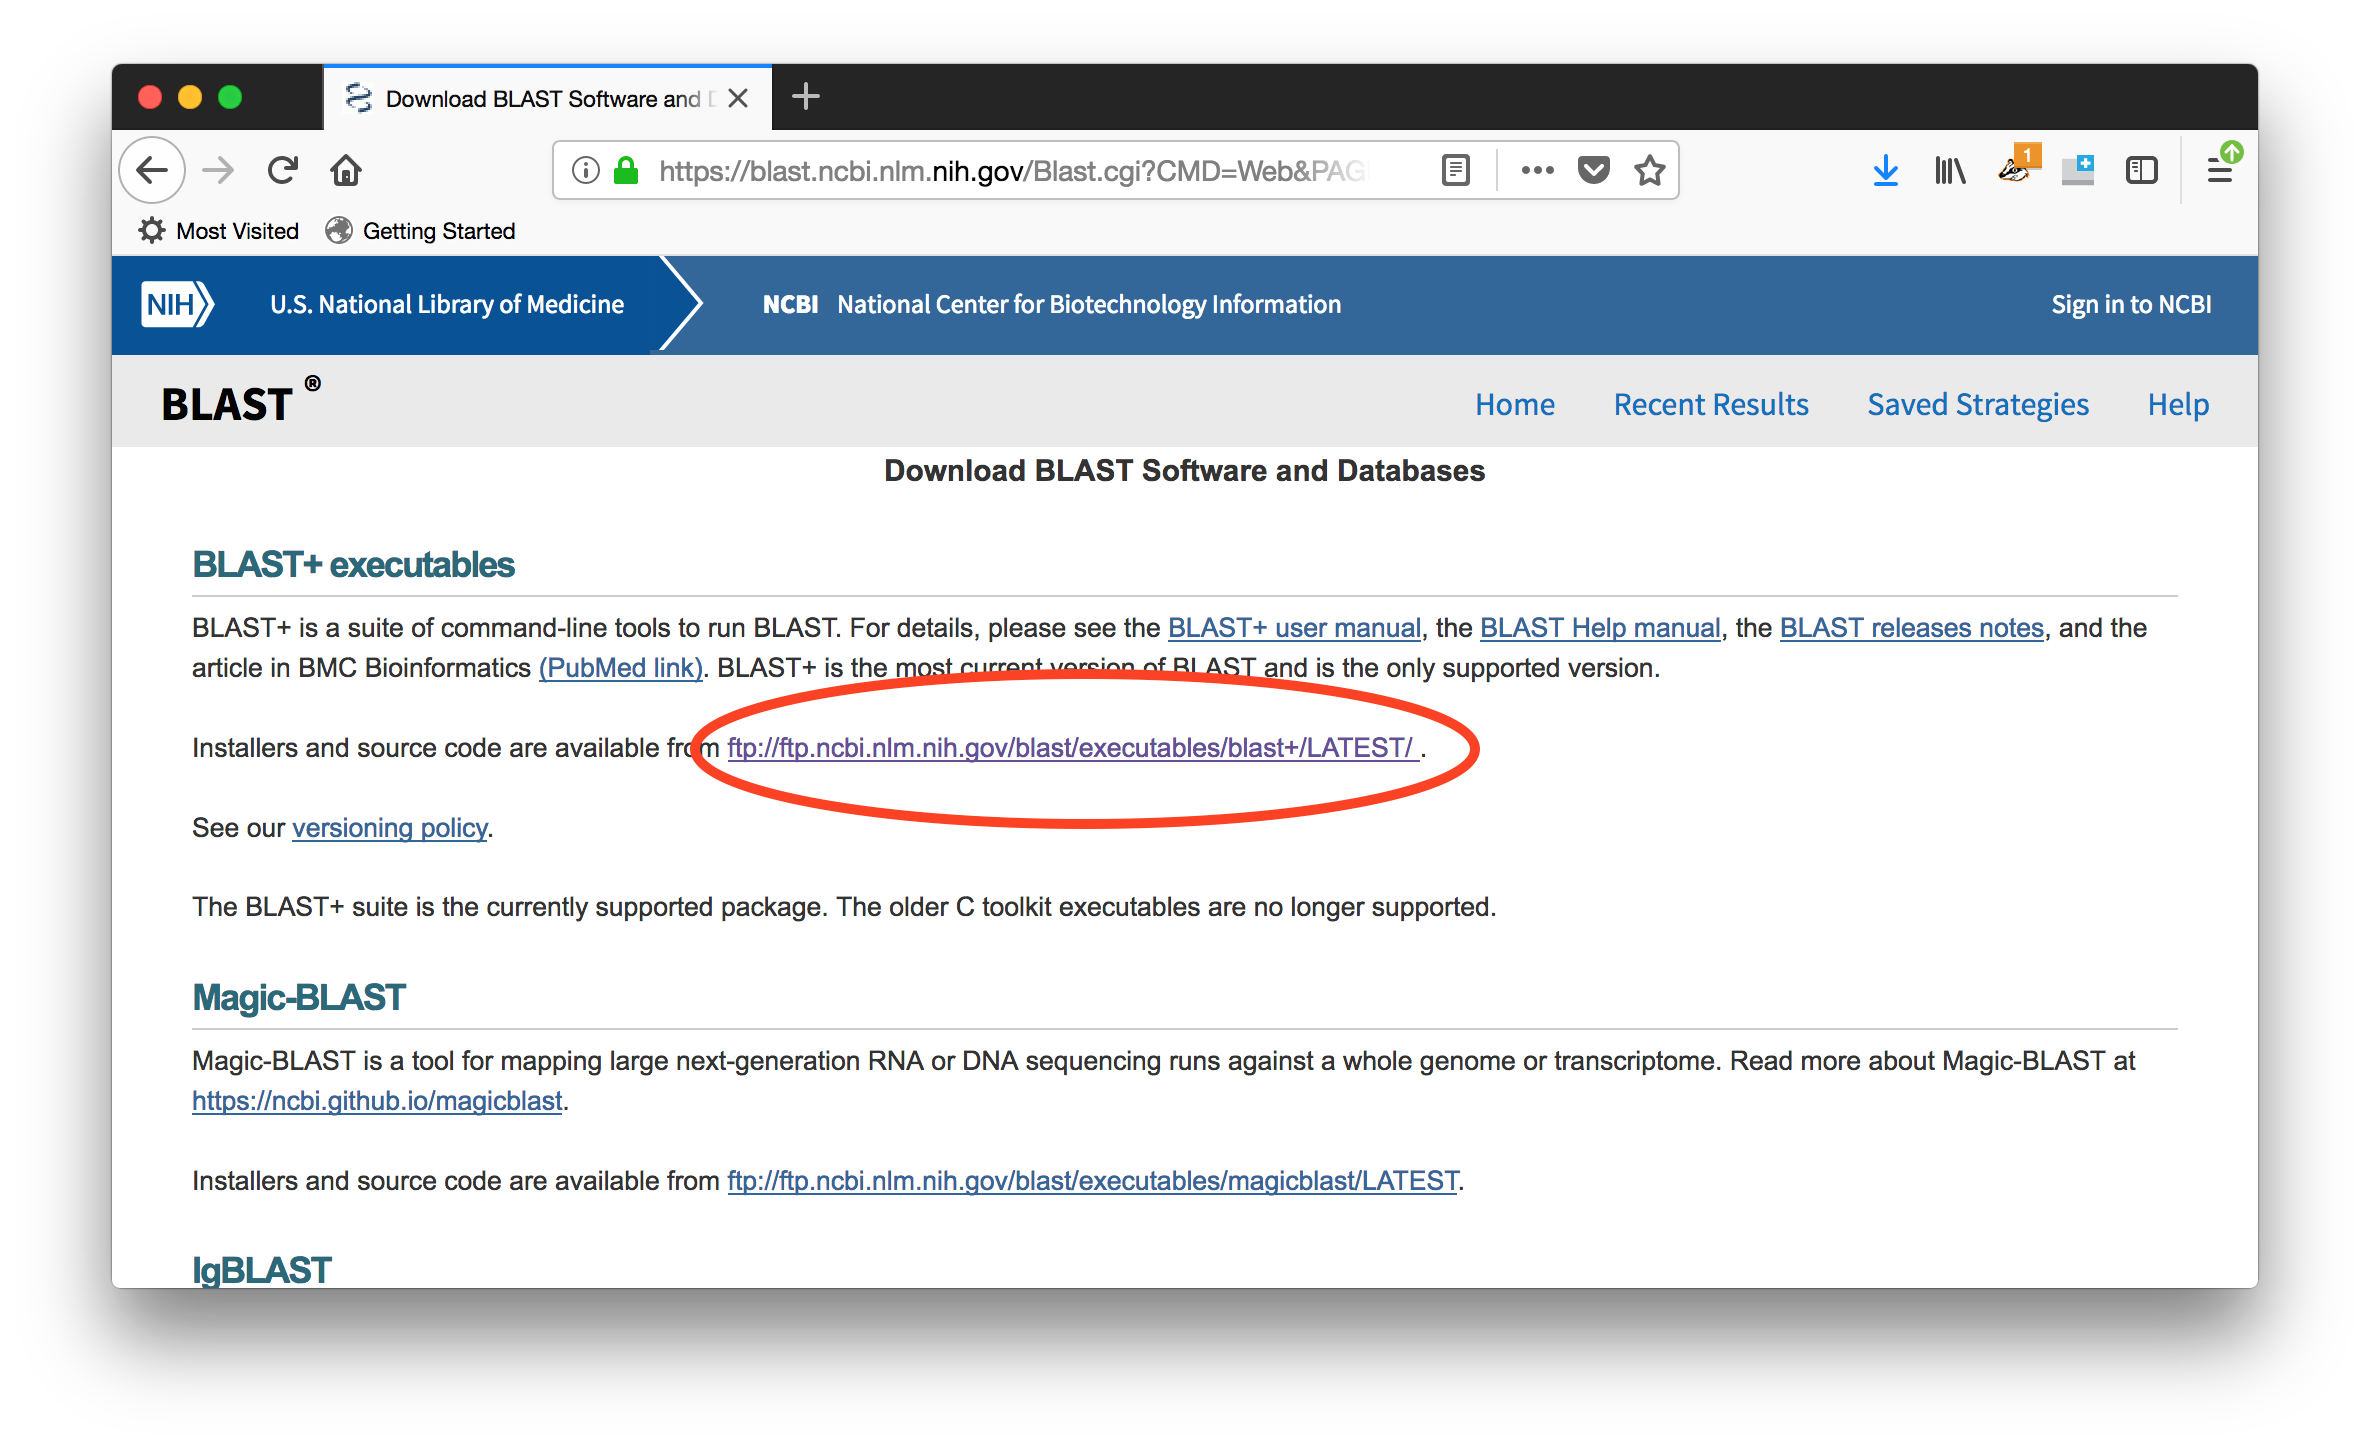 Download BLAST Software and
https://blast.ncbi.nlm.nih.gov/Blast.cgi?CMD=Web&PAG
1
Most Visited Getting Started
NIH U.S. National Library of Medicine NCBI National Center for Biotechnology Information Sign in to NCBI
BLAST ® Home Recent Results Saved Strategies Help
Download BLAST Software and Databases
BLAST+ executables
BLAST+ is a suite of command-line tools to run BLAST. For details, please see the BLAST+ user manual, the BLAST Help manual, the BLAST releases notes, and the
article in BMC Bioinformatics (PubMed link). BLAST+ is the most current version of BLAST and is the only supported version.
Installers and source code are available from ftp://ftp.ncbi.nlm.nih.gov/blast/executables/blast+/LATEST/ .
See our versioning policy.
The BLAST+ suite is the currently supported package. The older C toolkit executables are no longer supported.
Magic-BLAST
Magic-BLAST is a tool for mapping large next-generation RNA or DNA sequencing runs against a whole genome or transcriptome. Read more about Magic-BLAST at
https://ncbi.github.io/magicblast.
Installers and source code are available from ftp://ftp.ncbi.nlm.nih.gov/blast/executables/magicblast/LATEST.
IgBLAST